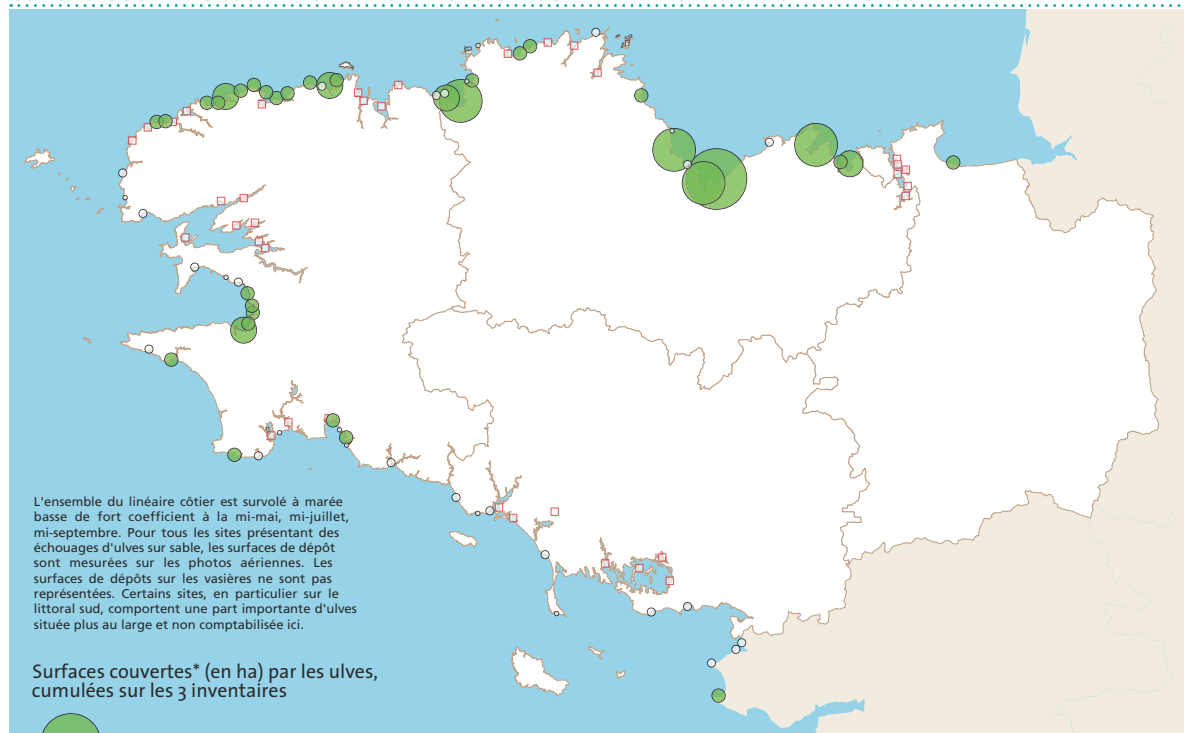 L'ensemble du linéaire côtier est survolé à marée
basse de fort coefficient à la mi-mai, mi-juillet,
mi-septembre. Pour tous les sites présentant des
échouages d'ulves sur sable, les surfaces de dépôt
sont mesurées sur les photos aériennes. Les
surfaces de dépôts sur les vasières ne sont pas
représentées. Certains sites, en particulier sur le
littoral sud, comportent une part importante d'ulves
située plus au large et non comptabilisée ici.
Surfaces couvertes* (en ha) par les ulves,
cumulées sur les 3 inventaires